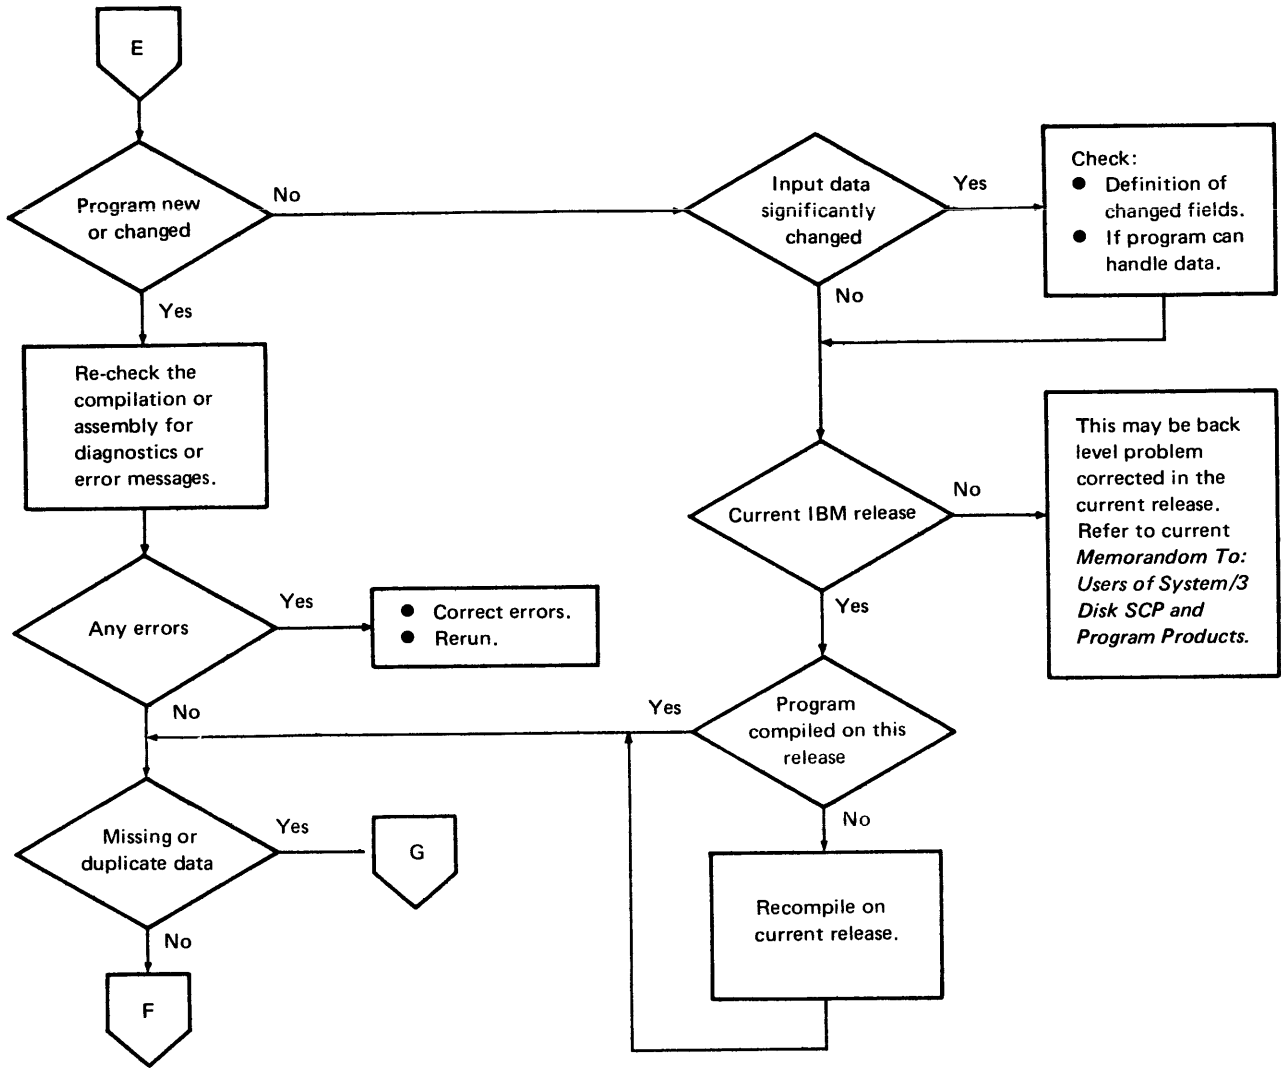 E
Program new
or changed
No
Input data
significantly
changed
Yes
Check:
● Definition of
changed fields.
● If program can
handle data.
Yes
No
Re-check the
compilation or
assembly for
diagnostics or
error messages.
This may be back
level problem
corrected in the
current release.
Refer to current
Memorandom To:
Users of System/3
Disk SCP and
Program Products.
Current IBM release
No
Yes
Any errors
Yes
● Correct errors.
● Rerun.
No
Yes
Program
compiled on this
release
No
Missing or
duplicate data
Yes
G
Recompile on
current release.
No
F